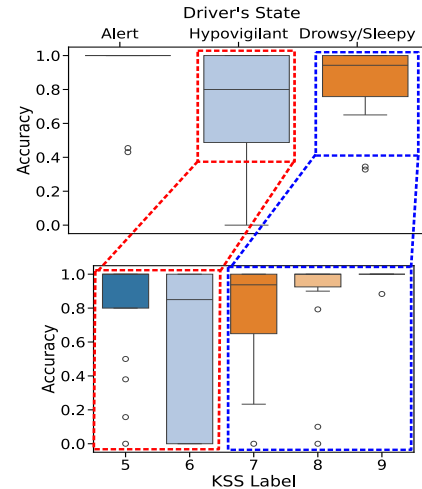 Driver's State
Alert Hypovigilant Drowsy/Sleepy
Accuracy
1.0
0.8
0.6
0.4
0.2
0.0
Accuracy
1.0
0.8
0.6
0.4
0.2
0.0
5 6 7 8 9
KSS Label